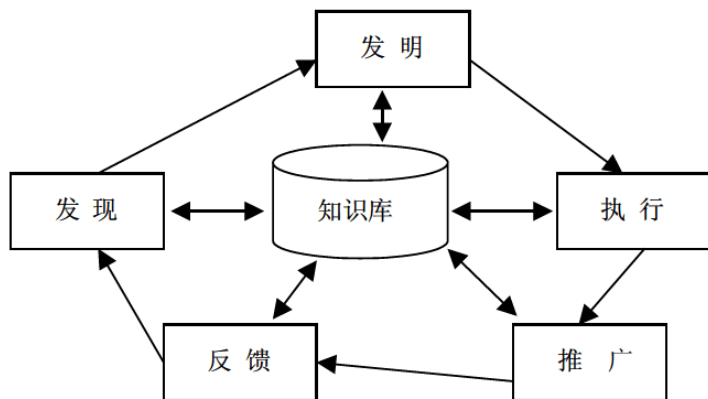 发 明
发 现
知识库
执 行
反 馈
推 广